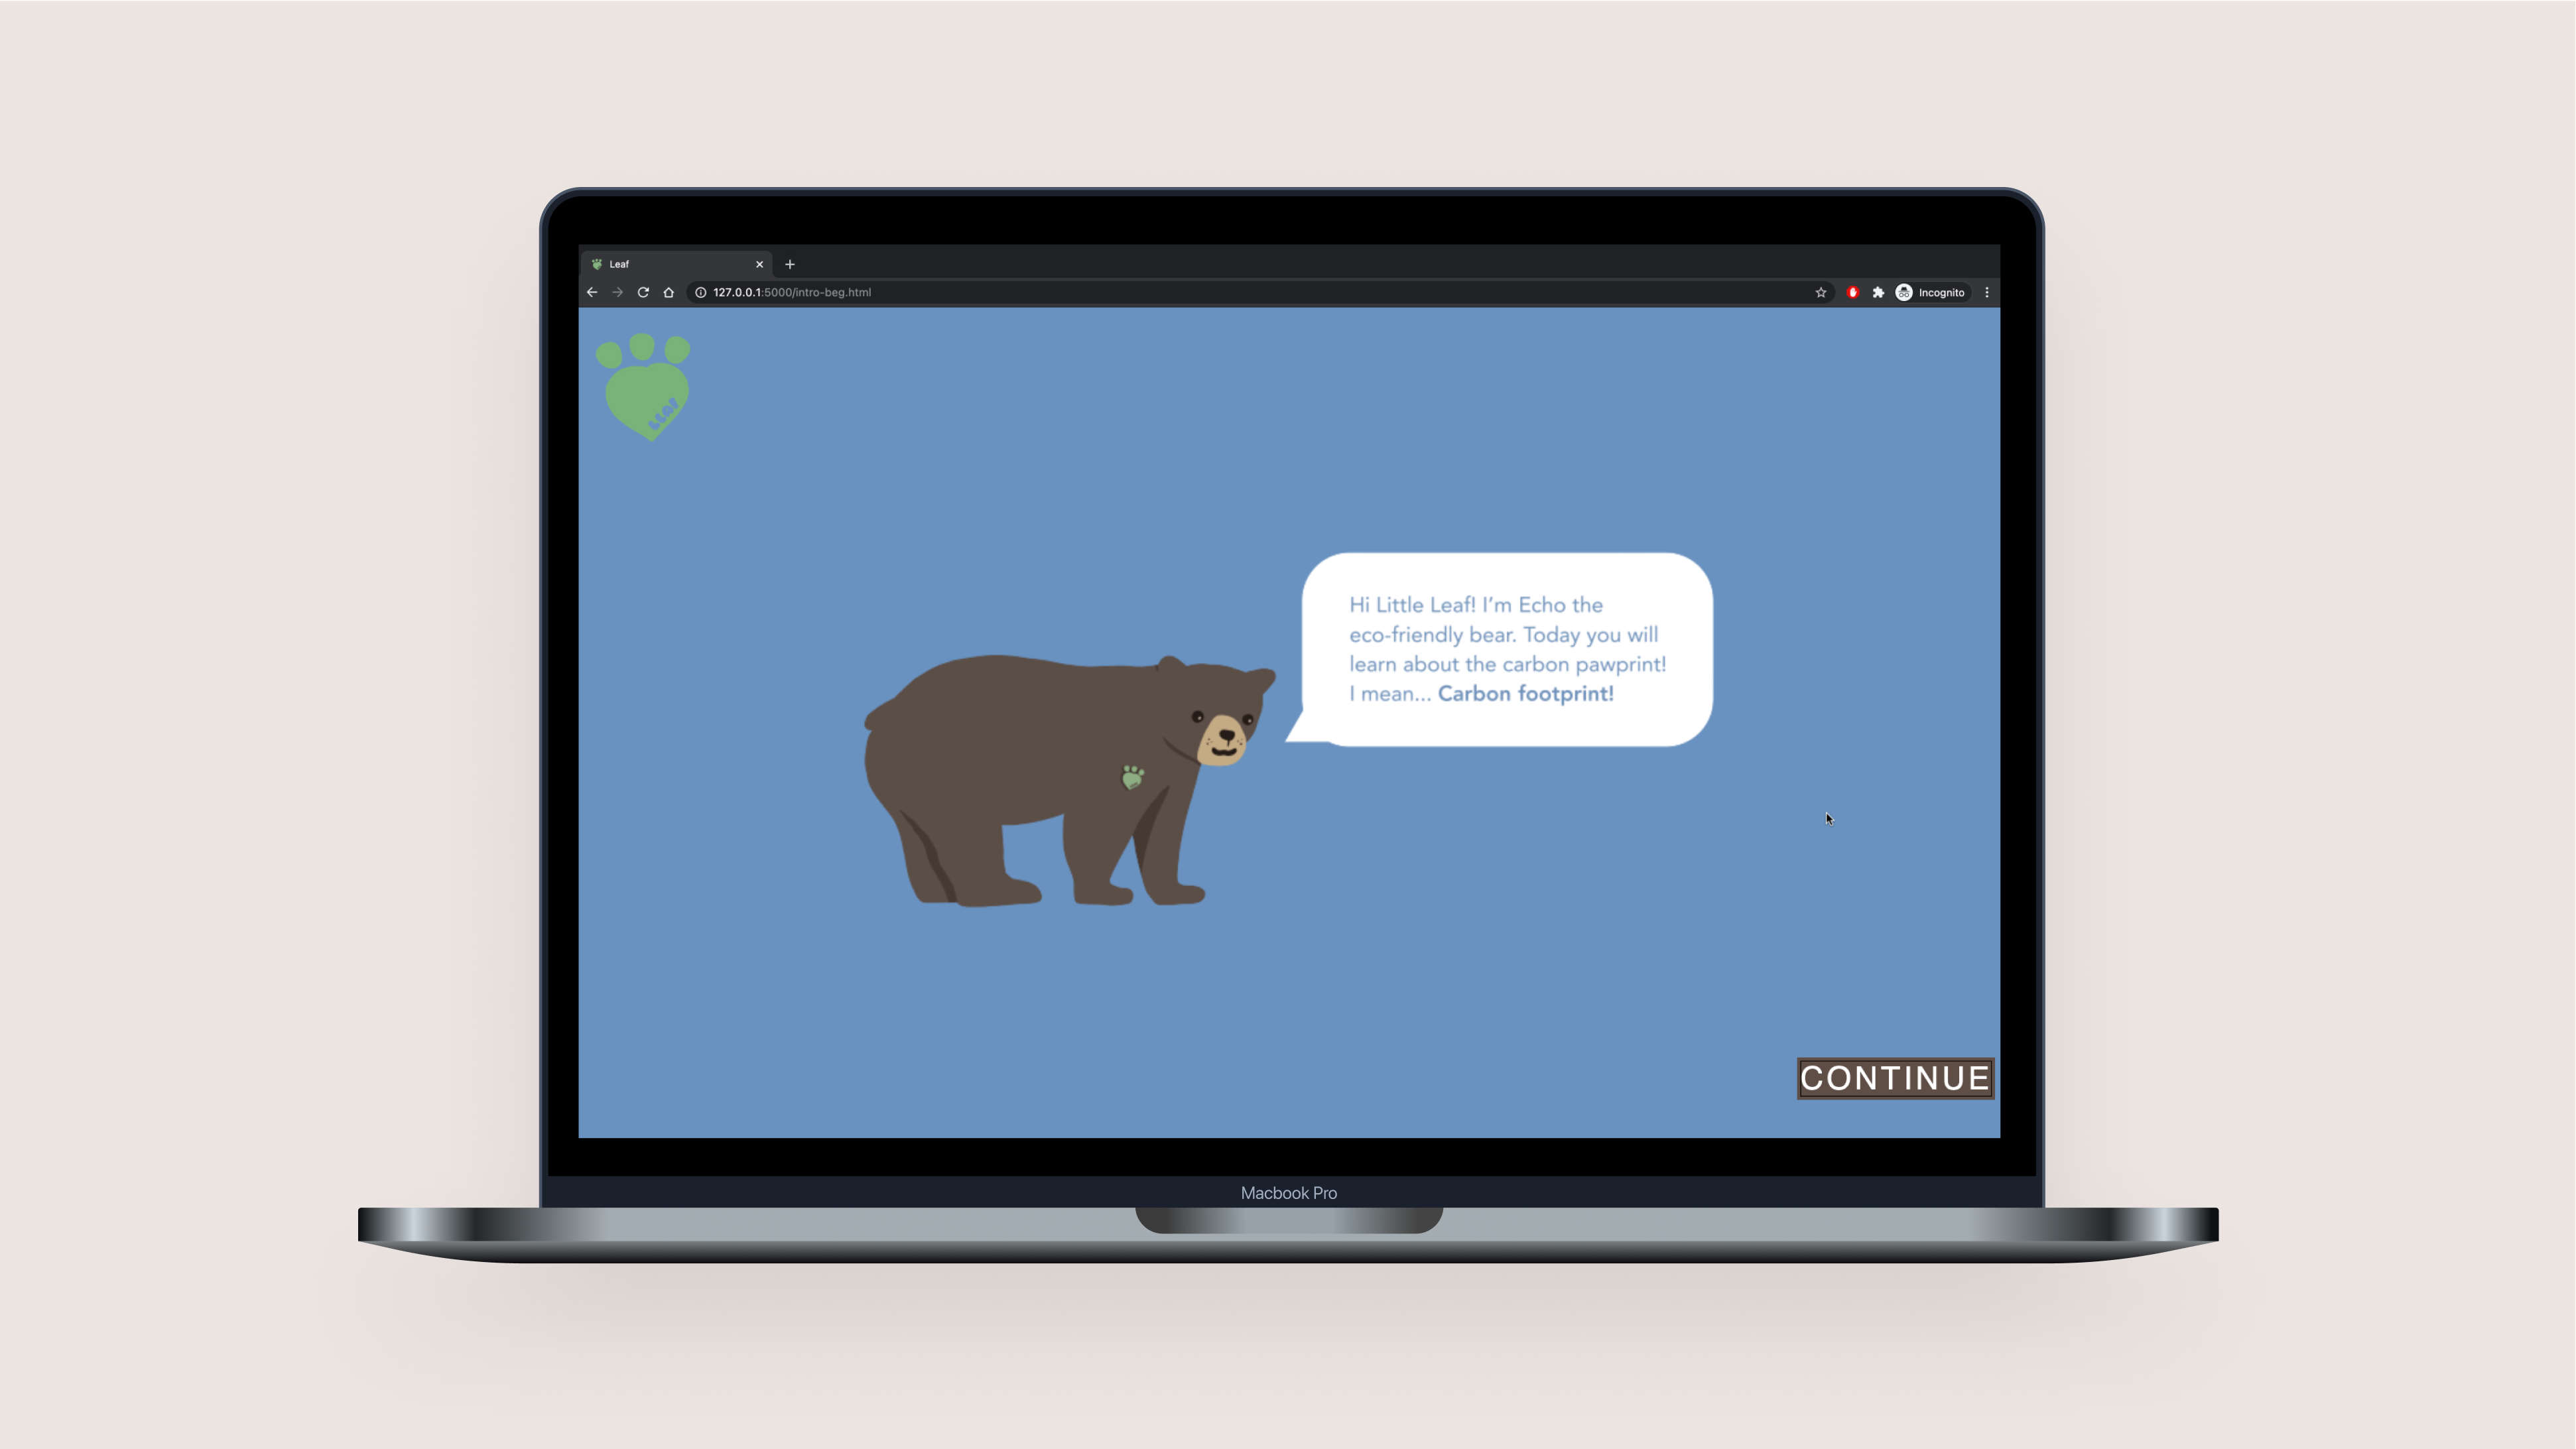 Leaf
127.0.0.1:5000/intro-beg.html
Incognito
LEAF
Hi Little Leaf! I’m Echo the
eco-friendly bear. Today you will
learn about the carbon pawprint!
I mean... Carbon footprint!
CONTINUE
Macbook Pro